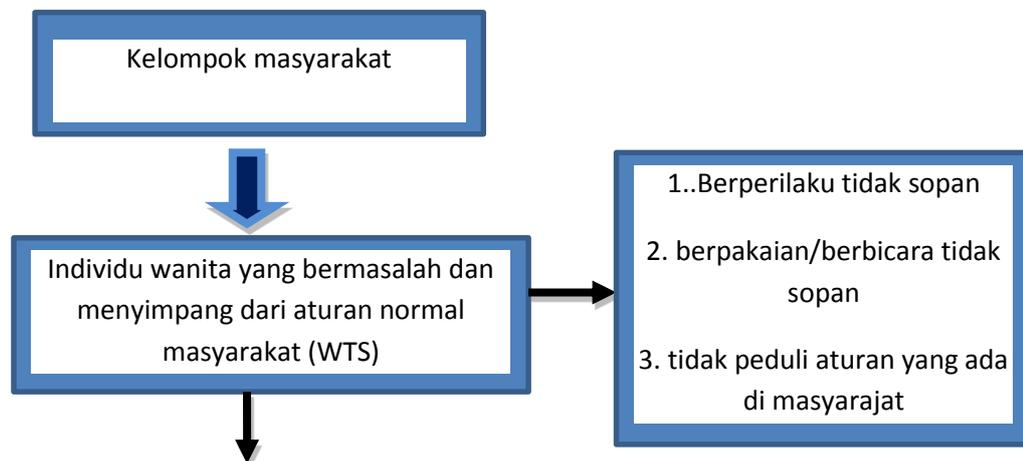 Kelompok masyarakat
Individu wanita yang bermasalah dan
menyimpang dari aturan normal
masyarakat (WTS)
1..Berperilaku tidak sopan
2. berpakaian/berbicara tidak
sopan
3. tidak peduli aturan yang ada
di masyarajat